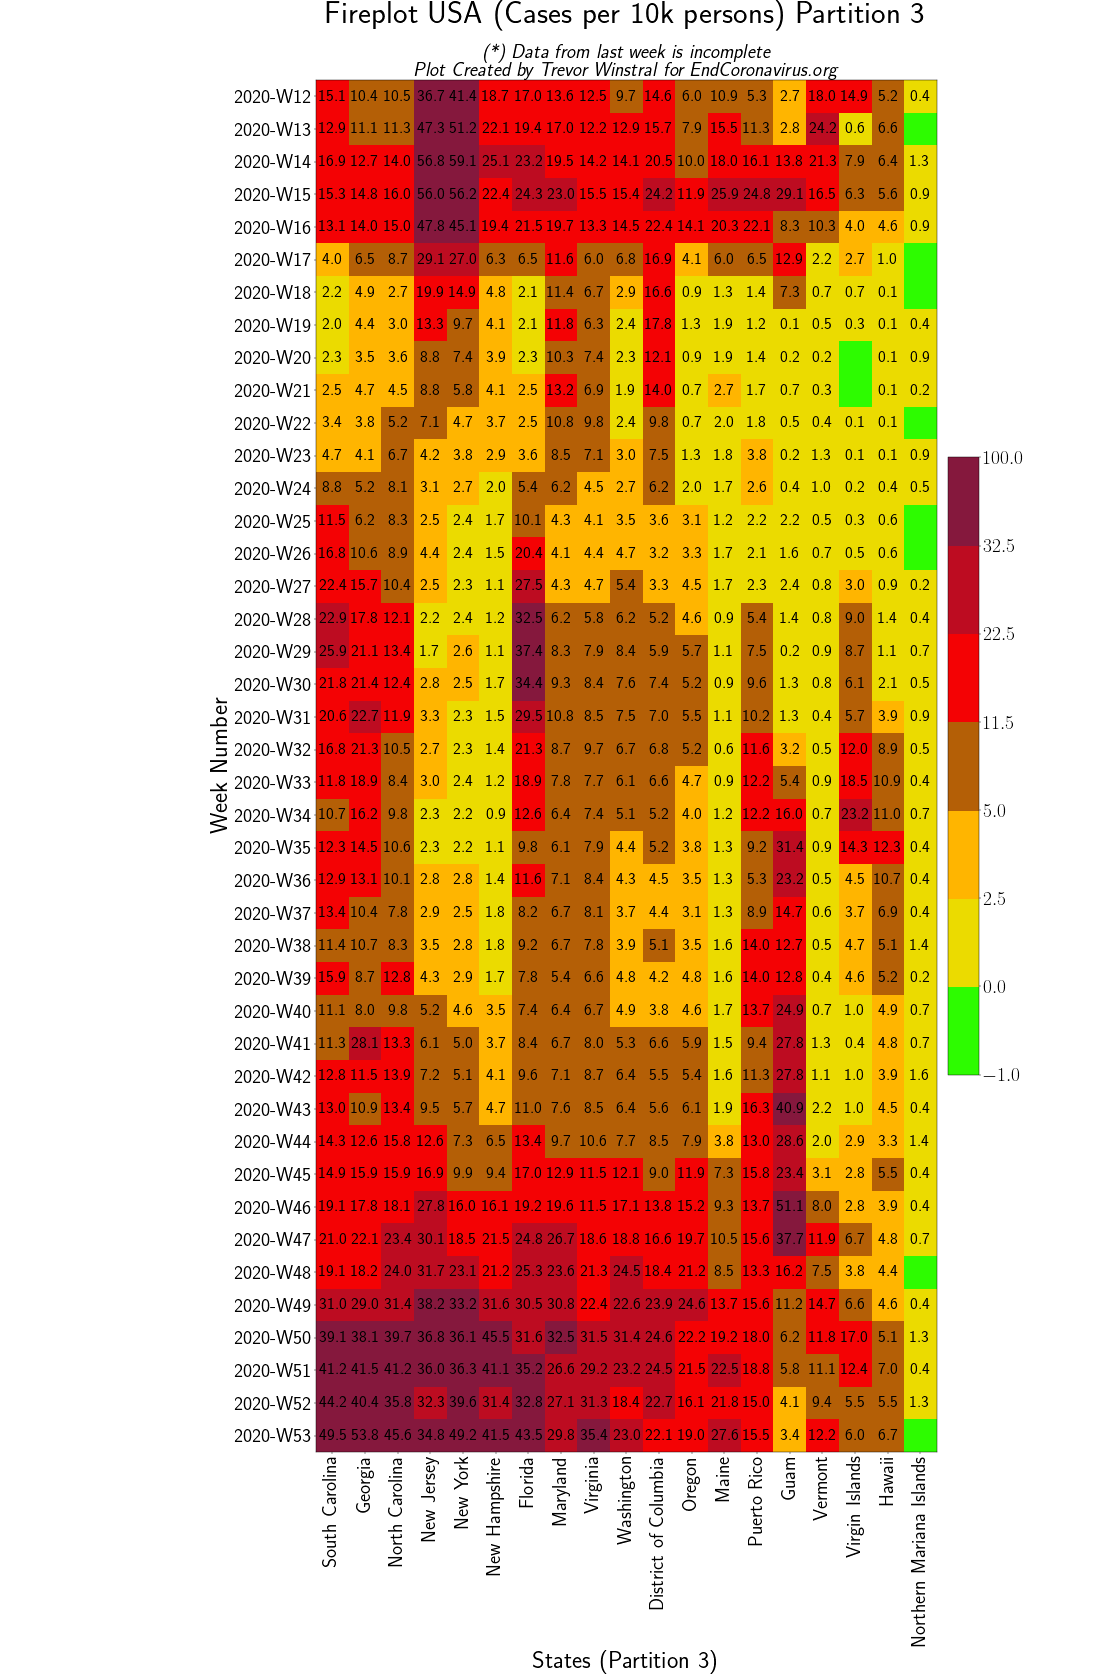 Fireplot USA (Cases per 10k persons) Partition 3
(*) Data from last week is incomplete
Plot Created by Trevor Winstral for EndCoronavirus.org
2020-W12 15.1 10.4 10.5 36.7 41.4 18.7 17.0 13.6 12.5 9.7 14.6 6.0 10.9 5.3 2.7 18.0 14.9 5.2 0.4
2020-W13 12.9 11.1 11.3 47.3 51.2 22.1 19.4 17.0 12.2 12.9 15.7 7.9 15.5 11.3 2.8 24.2 0.6 6.6
2020-W14 16.9 12.7 14.0 56.8 59.1 25.1 23.2 19.5 14.2 14.1 20.5 10.0 18.0 16.1 13.8 21.3 7.9 6.4 1.3
2020-W15 15.3 14.8 16.0 56.0 56.2 22.4 24.3 23.0 15.5 15.4 24.2 11.9 25.9 24.8 29.1 16.5 6.3 5.6 0.9
2020-W16 13.1 14.0 15.0 47.8 45.1 19.4 21.5 19.7 13.3 14.5 22.4 14.1 20.3 22.1 8.3 10.3 4.0 4.6 0.9
2020-W17 4.0 6.5 8.7 29.1 27.0 6.3 6.5 11.6 6.0 6.8 16.9 4.1 6.0 6.5 12.9 2.2 2.7 1.0
2020-W18 2.2 4.9 2.7 19.9 14.9 4.8 2.1 11.4 6.7 2.9 16.6 0.9 1.3 1.4 7.3 0.7 0.7 0.1
2020-W19 2.0 4.4 3.0 13.3 9.7 4.1 2.1 11.8 6.3 2.4 17.8 1.3 1.9 1.2 0.1 0.5 0.3 0.1 0.4
2020-W20 2.3 3.5 3.6 8.8 7.4 3.9 2.3 10.3 7.4 2.3 12.1 0.9 1.9 1.4 0.2 0.2 0.1 0.9
2020-W21 2.5 4.7 4.5 8.8 5.8 4.1 2.5 13.2 6.9 1.9 14.0 0.7 2.7 1.7 0.7 0.3 0.1 0.2
2020-W22 3.4 3.8 5.2 7.1 4.7 3.7 2.5 10.8 9.8 2.4 9.8 0.7 2.0 1.8 0.5 0.4 0.1 0.1
2020-W23 4.7 4.1 6.7 4.2 3.8 2.9 3.6 8.5 7.1 3.0 7.5 1.3 1.8 3.8 0.2 1.3 0.1 0.1 0.9
2020-W24 8.8 5.2 8.1 3.1 2.7 2.0 5.4 6.2 4.5 2.7 6.2 2.0 1.7 2.6 0.4 1.0 0.2 0.4 0.5
2020-W25 11.5 6.2 8.3 2.5 2.4 1.7 10.1 4.3 4.1 3.5 3.6 3.1 1.2 2.2 2.2 0.5 0.3 0.6
2020-W26 16.8 10.6 8.9 4.4 2.4 1.5 20.4 4.1 4.4 4.7 3.2 3.3 1.7 2.1 1.6 0.7 0.5 0.6
2020-W27 22.4 15.7 10.4 2.5 2.3 1.1 27.5 4.3 4.7 5.4 3.3 4.5 1.7 2.3 2.4 0.8 3.0 0.9 0.2
2020-W28 22.9 17.8 12.1 2.2 2.4 1.2 32.5 6.2 5.8 6.2 5.2 4.6 0.9 5.4 1.4 0.8 9.0 1.4 0.4
2020-W29 25.9 21.1 13.4 1.7 2.6 1.1 37.4 8.3 7.9 8.4 5.9 5.7 1.1 7.5 0.2 0.9 8.7 1.1 0.7
2020-W30 21.8 21.4 12.4 2.8 2.5 1.7 34.4 9.3 8.4 7.6 7.4 5.2 0.9 9.6 1.3 0.8 6.1 2.1 0.5
2020-W31 20.6 22.7 11.9 3.3 2.3 1.5 29.5 10.8 8.5 7.5 7.0 5.5 1.1 10.2 1.3 0.4 5.7 3.9 0.9
2020-W32 16.8 21.3 10.5 2.7 2.3 1.4 21.3 8.7 9.7 6.7 6.8 5.2 0.6 11.6 3.2 0.5 12.0 8.9 0.5
2020-W33 11.8 18.9 8.4 3.0 2.4 1.2 18.9 7.8 7.7 6.1 6.6 4.7 0.9 12.2 5.4 0.9 18.5 10.9 0.4
2020-W34 10.7 16.2 9.8 2.3 2.2 0.9 12.6 6.4 7.4 5.1 5.2 4.0 1.2 12.2 16.0 0.7 23.2 11.0 0.7
2020-W35 12.3 14.5 10.6 2.3 2.2 1.1 9.8 6.1 7.9 4.4 5.2 3.8 1.3 9.2 31.4 0.9 14.3 12.3 0.4
2020-W36 12.9 13.1 10.1 2.8 2.8 1.4 11.6 7.1 8.4 4.3 4.5 3.5 1.3 5.3 23.2 0.5 4.5 10.7 0.4
2020-W37 13.4 10.4 7.8 2.9 2.5 1.8 8.2 6.7 8.1 3.7 4.4 3.1 1.3 8.9 14.7 0.6 3.7 6.9 0.4
2020-W38 11.4 10.7 8.3 3.5 2.8 1.8 9.2 6.7 7.8 3.9 5.1 3.5 1.6 14.0 12.7 0.5 4.7 5.1 1.4
2020-W39 15.9 8.7 12.8 4.3 2.9 1.7 7.8 5.4 6.6 4.8 4.2 4.8 1.6 14.0 12.8 0.4 4.6 5.2 0.2
2020-W40 11.1 8.0 9.8 5.2 4.6 3.5 7.4 6.4 6.7 4.9 3.8 4.6 1.7 13.7 24.9 0.7 1.0 4.9 0.7
2020-W41 11.3 28.1 13.3 6.1 5.0 3.7 8.4 6.7 8.0 5.3 6.6 5.9 1.5 9.4 27.8 1.3 0.4 4.8 0.7
2020-W42 12.8 11.5 13.9 7.2 5.1 4.1 9.6 7.1 8.7 6.4 5.5 5.4 1.6 11.3 27.8 1.1 1.0 3.9 1.6
2020-W43 13.0 10.9 13.4 9.5 5.7 4.7 11.0 7.6 8.5 6.4 5.6 6.1 1.9 16.3 40.9 2.2 1.0 4.5 0.4
2020-W44 14.3 12.6 15.8 12.6 7.3 6.5 13.4 9.7 10.6 7.7 8.5 7.9 3.8 13.0 28.6 2.0 2.9 3.3 1.4
2020-W45 14.9 15.9 15.9 16.9 9.9 9.4 17.0 12.9 11.5 12.1 9.0 11.9 7.3 15.8 23.4 3.1 2.8 5.5 0.4
2020-W46 19.1 17.8 18.1 27.8 16.0 16.1 19.2 19.6 11.5 17.1 13.8 15.2 9.3 13.7 51.1 8.0 2.8 3.9 0.4
2020-W47 21.0 22.1 23.4 30.1 18.5 21.5 24.8 26.7 18.6 18.8 16.6 19.7 10.5 15.6 37.7 11.9 6.7 4.8 0.7
2020-W48 19.1 18.2 24.0 31.7 23.1 21.2 25.3 23.6 21.3 24.5 18.4 21.2 8.5 13.3 16.2 7.5 3.8 4.4
2020-W49 31.0 29.0 31.4 38.2 33.2 31.6 30.5 30.8 22.4 22.6 23.9 24.6 13.7 15.6 11.2 14.7 6.6 4.6 0.4
2020-W50 39.1 38.1 39.7 36.8 36.1 45.5 31.6 32.5 31.5 31.4 24.6 22.2 19.2 18.0 6.2 11.8 17.0 5.1 1.3
2020-W51 41.2 41.5 41.2 36.0 36.3 41.1 35.2 26.6 29.2 23.2 24.5 21.5 22.5 18.8 5.8 11.1 12.4 7.0 0.4
2020-W52 44.2 40.4 35.8 32.3 39.6 31.4 32.8 27.1 31.3 18.4 22.7 16.1 21.8 15.0 4.1 9.4 5.5 5.5 1.3
2020-W53 49.5 53.8 45.6 34.8 49.2 41.5 43.5 29.8 35.4 23.0 22.1 19.0 27.6 15.5 3.4 12.2 6.0 6.7
Week Number
100.0
32.5
22.5
11.5
5.0
2.5
0.0
−1.0
South Carolina
Georgia
North Carolina
New Jersey
New York
New Hampshire
Florida
Maryland
Virginia
Washington
District of Columbia
Oregon
Maine
Puerto Rico
Guam
Vermont
Virgin Islands
Hawaii
Northern Mariana Islands
States (Partition 3)